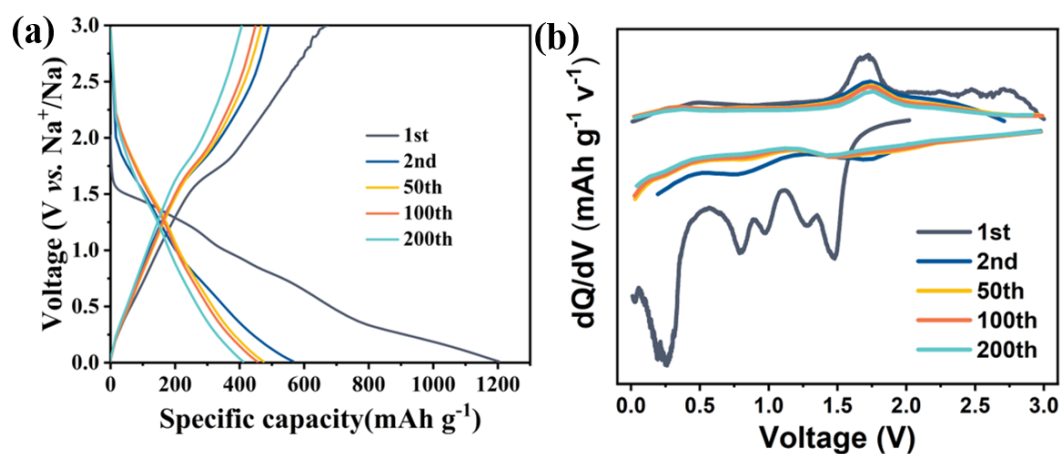 (a)
Voltage (V vs. Na⁺/Na)
3.0
2.5
2.0
1.5
1.0
0.5
0.0
1st
2nd
50th
100th
200th
0 200 400 600 800 1000 1200
Specific capacity(mAh g⁻¹)
(b)
dQ/dV (mAh g⁻¹ v⁻¹)
1st
2nd
50th
100th
200th
0.0 0.5 1.0 1.5 2.0 2.5 3.0
Voltage (V)